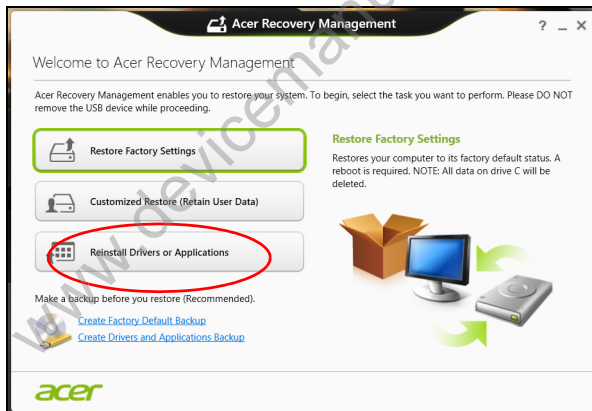 Acer Recovery Management
? _ X
Welcome to Acer Recovery Management
Acer Recovery Management enables you to restore your system. To begin, select the task you want to perform. Please DO NOT
remove the USB device while proceeding.
Restore Factory Settings
Customized Restore (Retain User Data)
Reinstall Drivers or Applications
Restore Factory Settings
Restores your computer to its factory default status. A
reboot is required. NOTE: All data on drive C will be
deleted.
Make a backup before you restore (Recommended).
Create Factory Default Backup
Create Drivers and Applications Backup
acer